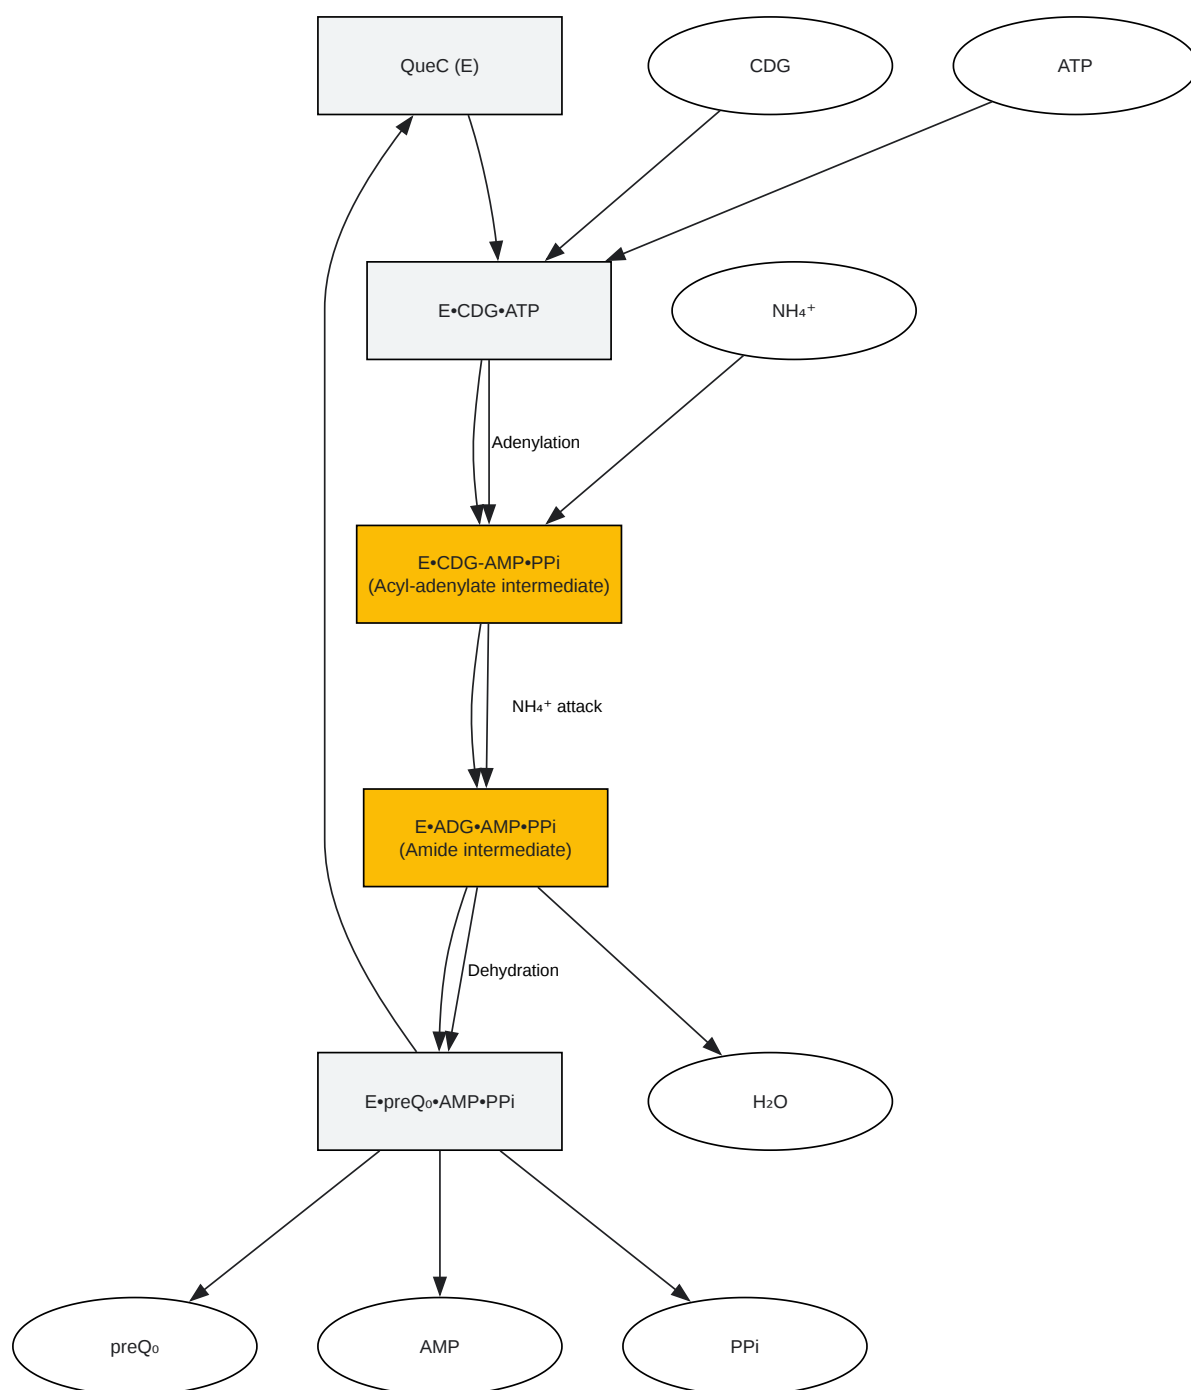 QueC (E)
CDG
ATP
E•CDG•ATP
NH₄⁺
Adenylation
E•CDG-AMP•PPi
(Acyl-adenylate intermediate)
NH₄⁺ attack
E•ADG•AMP•PPi
(Amide intermediate)
Dehydration
E•preQ₀•AMP•PPi
H₂O
preQ₀
AMP
PPi